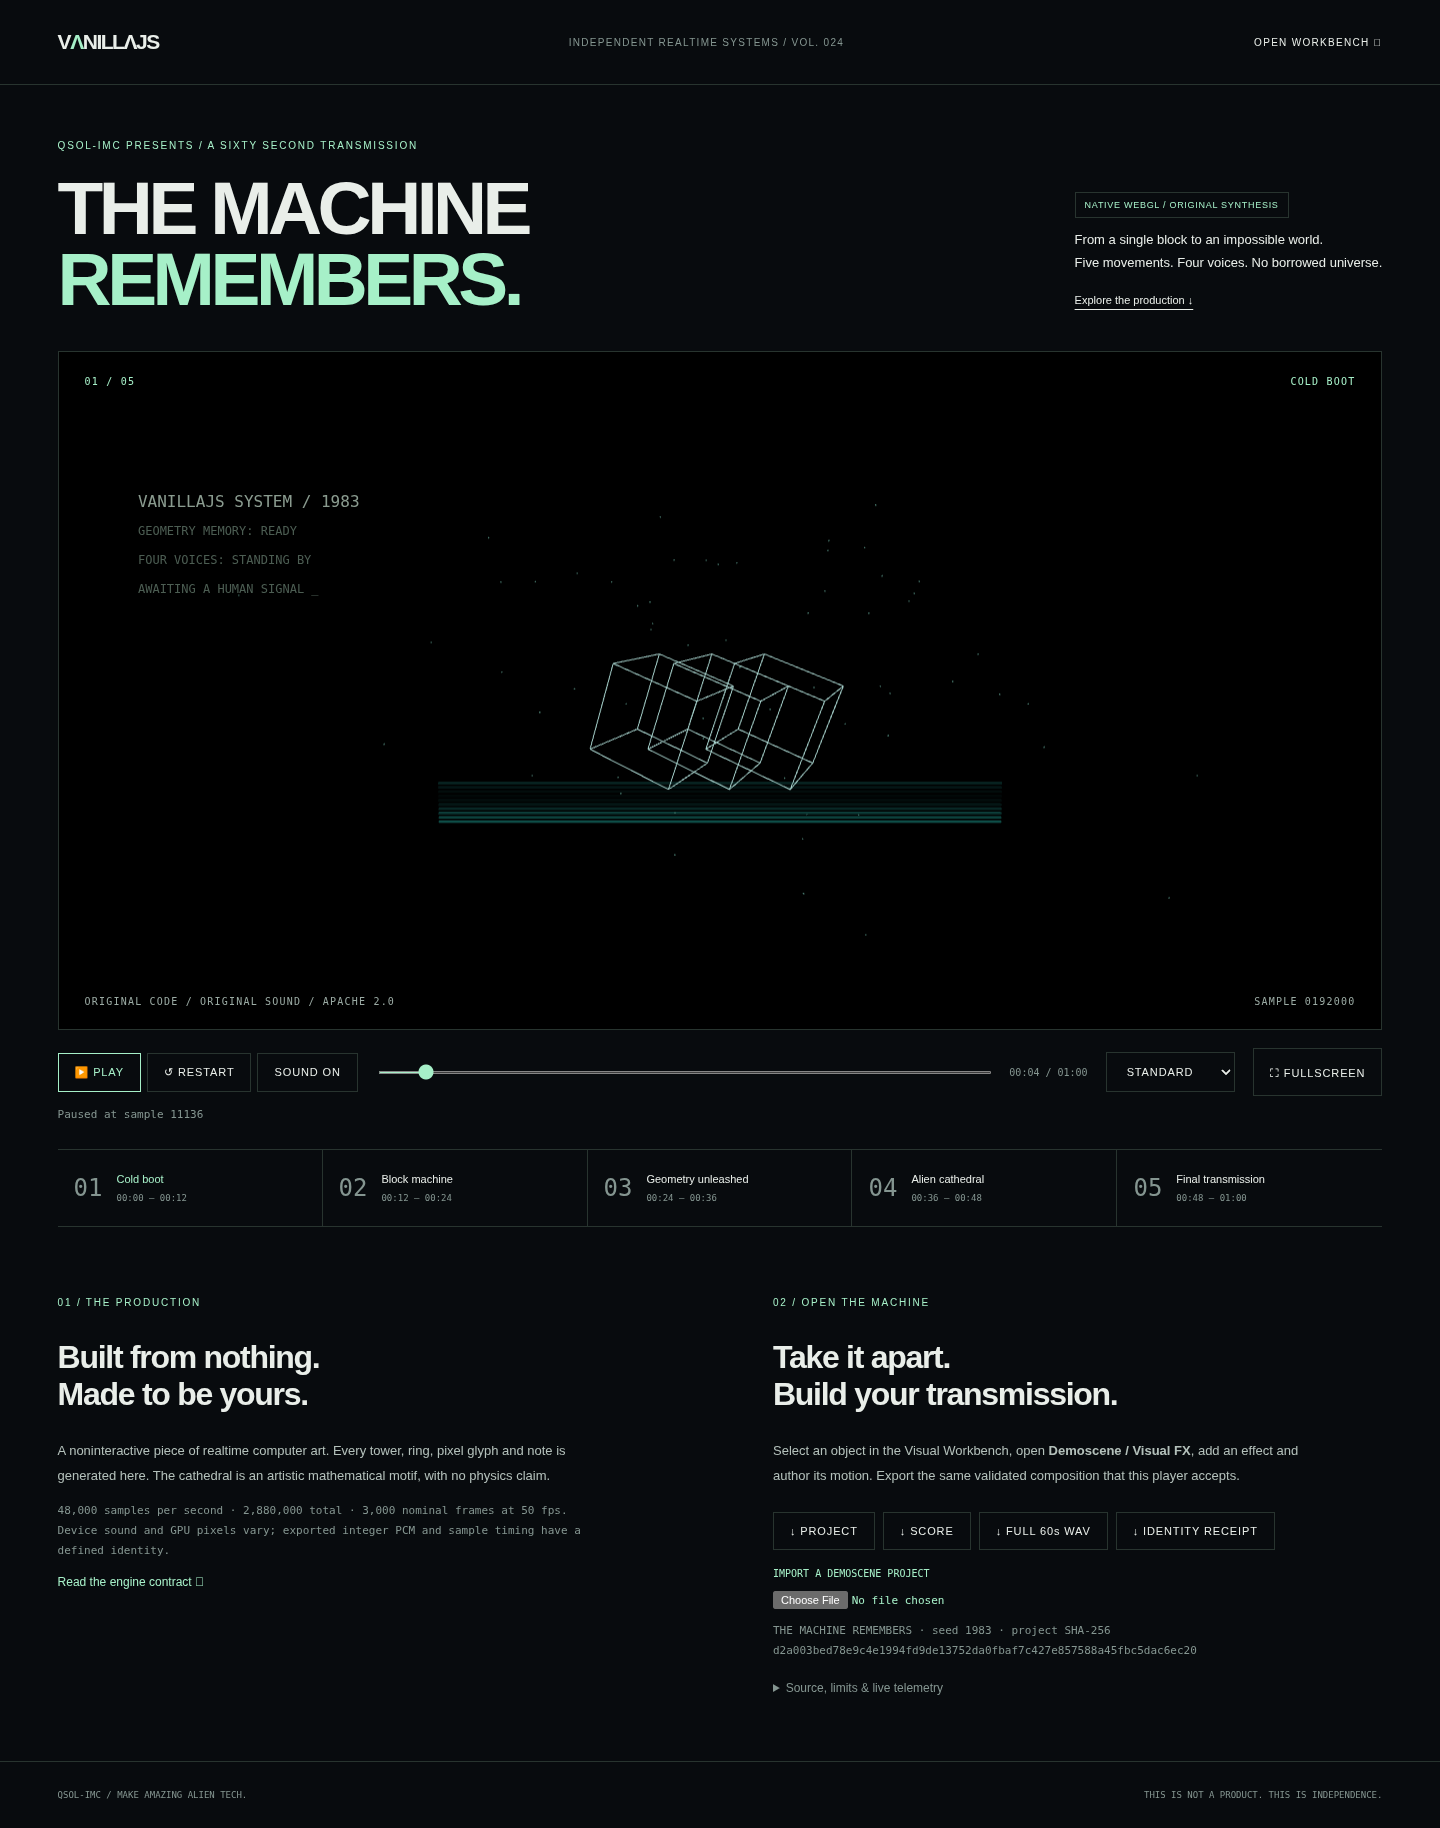 VΛNILLΛJS
INDEPENDENT REALTIME SYSTEMS / VOL. 024
OPEN WORKBENCH
QSOL-IMC PRESENTS / A SIXTY SECOND TRANSMISSION
THE MACHINE
REMEMBERS.
NATIVE WEBGL / ORIGINAL SYNTHESIS
From a single block to an impossible world.
Five movements. Four voices. No borrowed universe.
Explore the production ↓
01 / 05
COLD BOOT
VANILLAJS SYSTEM / 1983
GEOMETRY MEMORY: READY
FOUR VOICES: STANDING BY
AWAITING A HUMAN SIGNAL _
ORIGINAL CODE / ORIGINAL SOUND / APACHE 2.0
SAMPLE 0192000
▶ PLAY
↺ RESTART
SOUND ON
00:04 / 01:00
STANDARD
⛶ FULLSCREEN
Paused at sample 11136
01
Cold boot
00:00 — 00:12
02
Block machine
00:12 — 00:24
03
Geometry unleashed
00:24 — 00:36
04
Alien cathedral
00:36 — 00:48
05
Final transmission
00:48 — 01:00
01 / THE PRODUCTION
Built from nothing.
Made to be yours.
A noninteractive piece of realtime computer art. Every tower, ring, pixel glyph and note is
generated here. The cathedral is an artistic mathematical motif, with no physics claim.
48,000 samples per second · 2,880,000 total · 3,000 nominal frames at 50 fps.
Device sound and GPU pixels vary; exported integer PCM and sample timing have a
defined identity.
Read the engine contract
02 / OPEN THE MACHINE
Take it apart.
Build your transmission.
Select an object in the Visual Workbench, open Demoscene / Visual FX, add an effect and
author its motion. Export the same validated composition that this player accepts.
↓ PROJECT
↓ SCORE
↓ FULL 60s WAV
↓ IDENTITY RECEIPT
IMPORT A DEMOSCENE PROJECT
Choose File No file chosen
THE MACHINE REMEMBERS · seed 1983 · project SHA-256
d2a003bed78e9c4e1994fd9de13752da0fbaf7c427e857588a45fbc5dac6ec20
▶ Source, limits & live telemetry
QSOL-IMC / MAKE AMAZING ALIEN TECH.
THIS IS NOT A PRODUCT. THIS IS INDEPENDENCE.